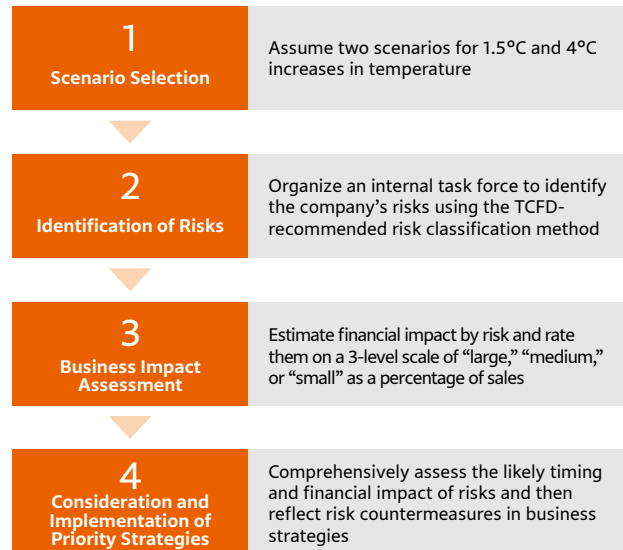 1
Scenario Selection
Assume two scenarios for 1.5°C and 4°C
increases in temperature
2
Identification of Risks
Organize an internal task force to identify
the company’s risks using the TCFD-
recommended risk classification method
3
Business Impact
Assessment
Estimate financial impact by risk and rate
them on a 3-level scale of “large,” “medium,”
or “small” as a percentage of sales
4
Consideration and
Implementation of
Priority Strategies
Comprehensively assess the likely timing
and financial impact of risks and then
reflect risk countermeasures in business
strategies